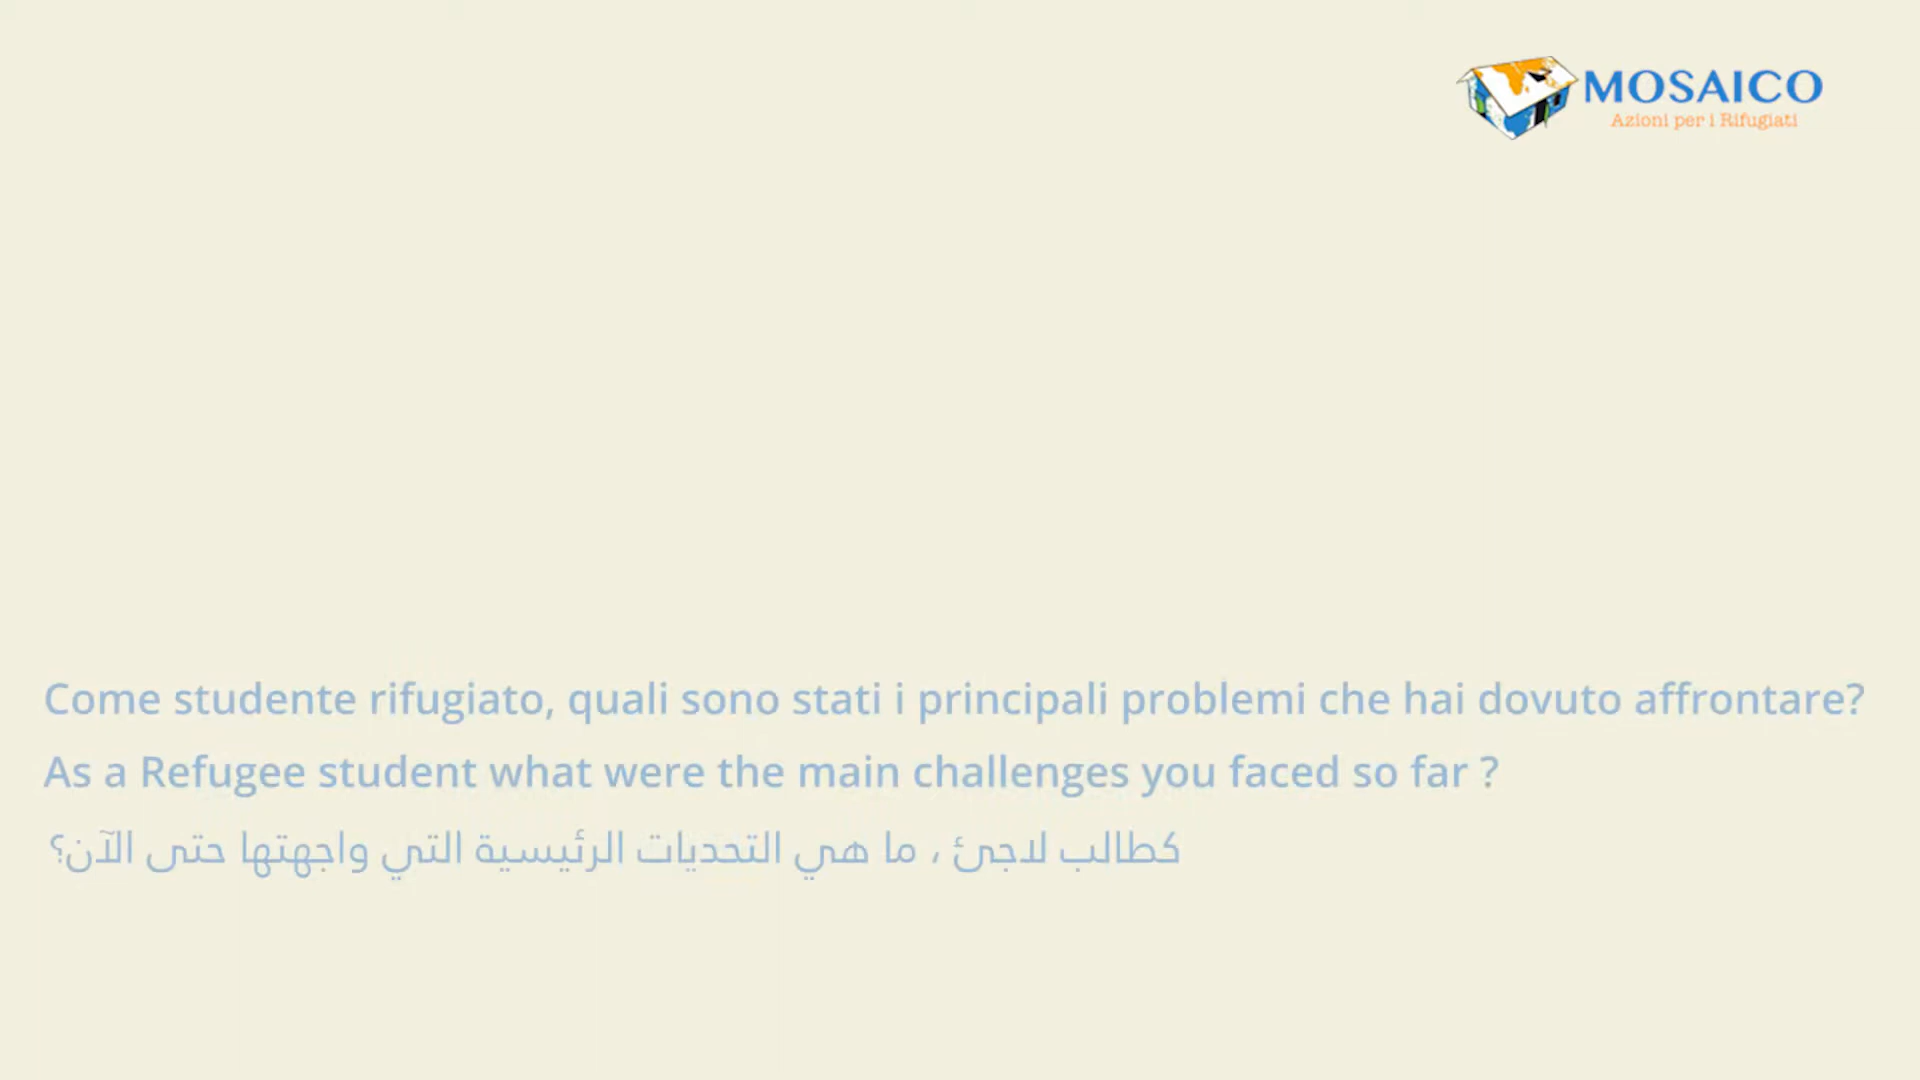 MOSAICO
Azioni per i Rifugiati
Come studente rifugiato, quali sono stati i principali problemi che hai dovuto affrontare?
As a Refugee student what were the main challenges you faced so far ?
كطالب لاجئ ، ما هي التحديات الرئيسية التي واجهتها حتى الآن؟